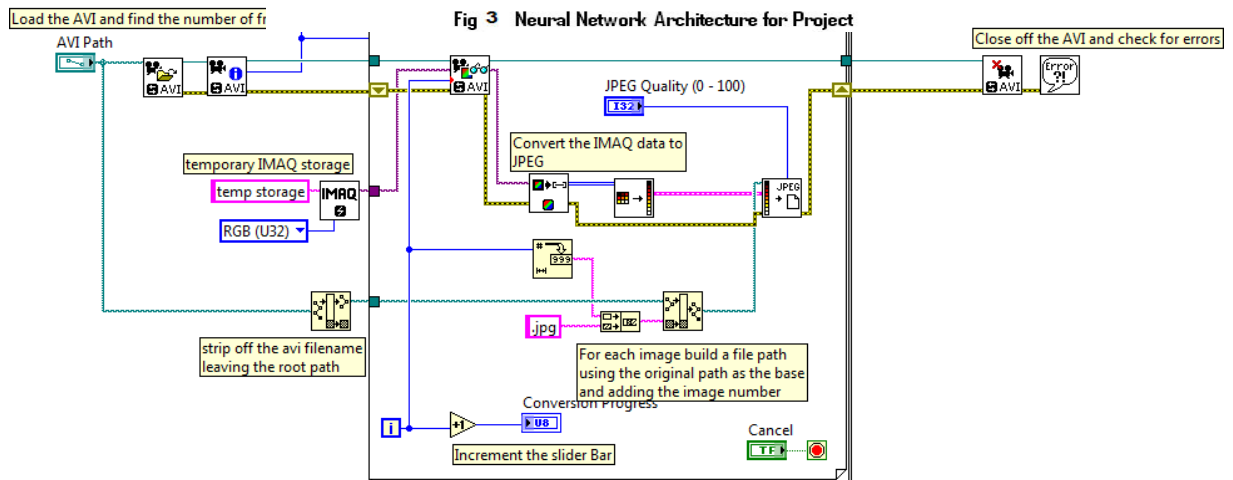 Fig 3 Neural Network Architecture for Project
Load the AVI and find the number of
AVI Path
AVI
AVI
AVI
Close off the AVI and check for errors
AVI
Error
?!
JPEG Quality (0 - 100)
I32
Convert the IMAQ data to
JPEG
JPEG
temporary IMAQ storage
temp storage
IMAQ
RGB (U32)
#
999
.jpg
strip off the avi filename
leaving the root path
For each image build a file path
using the original path as the base
and adding the image number
Conversion Progress
i
+1
U8
Increment the slider Bar
Cancel
TF